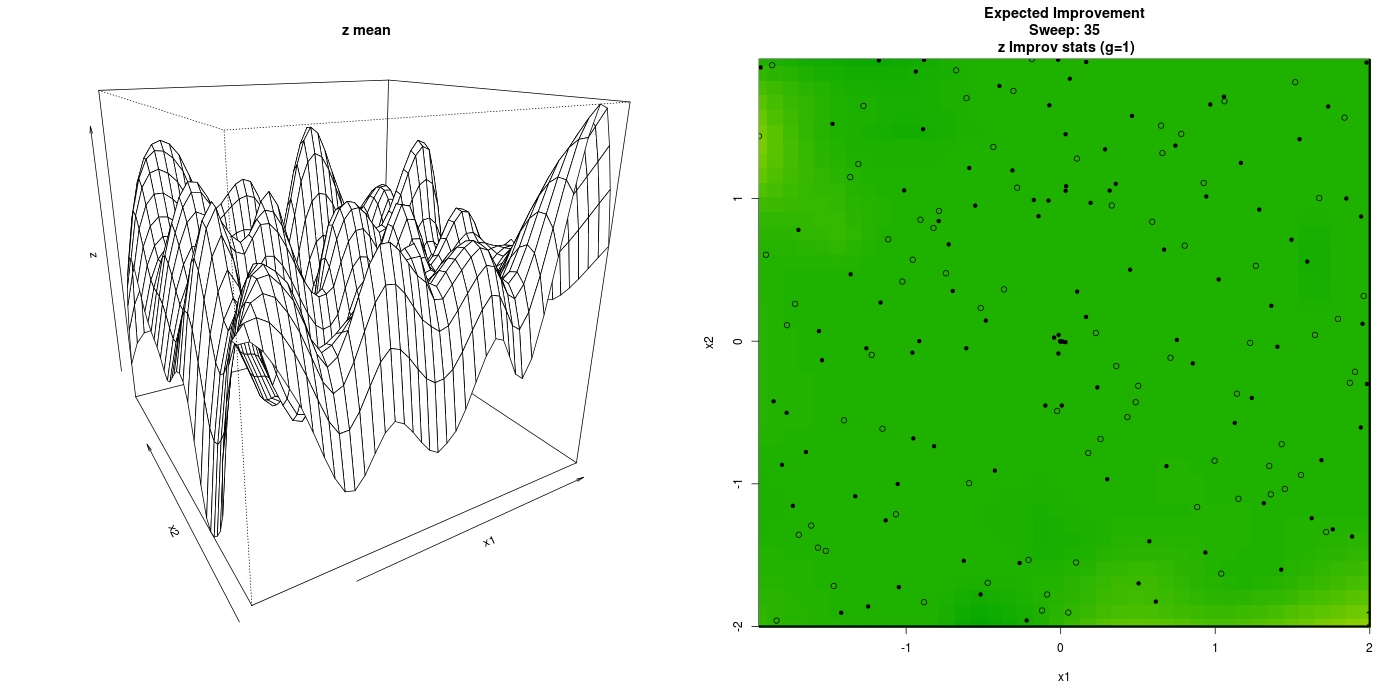 z mean
z
x2
x1
Expected Improvement
Sweep: 35
z Improv stats (g=1)
x2
1
0
-1
-2
-1
0
1
2
x1